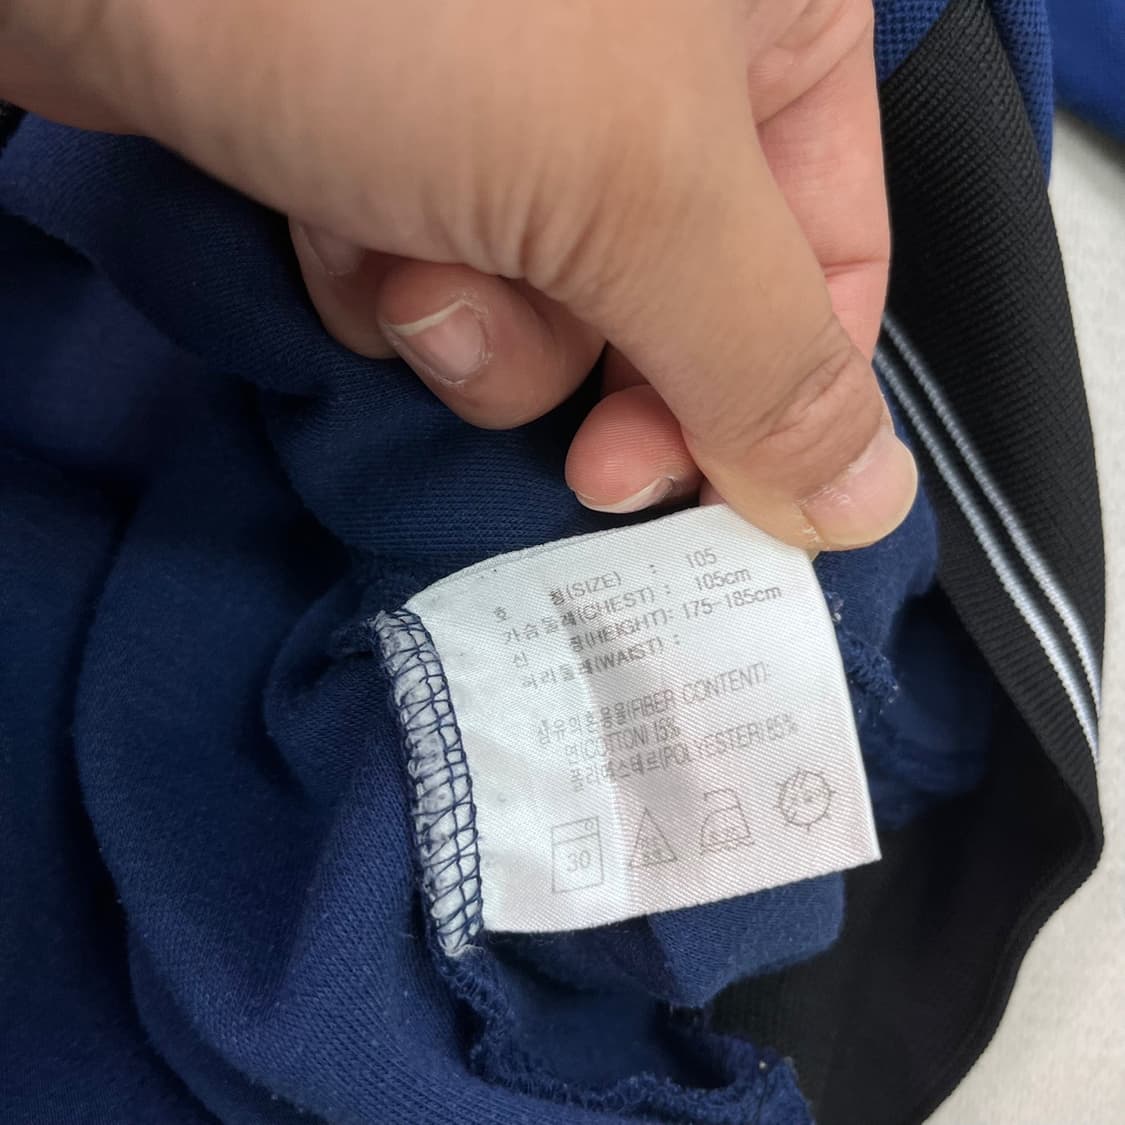 호 칭(SIZE) : 105
가슴둘레(CHEST) : 105cm
신 장(HEIGHT): 175-185cm
허리둘레(WAIST) :
섬유의혼용율(FIBER CONTENT):
면(COTTON) 15%
폴리에스테르(POLYESTER) 85%
30